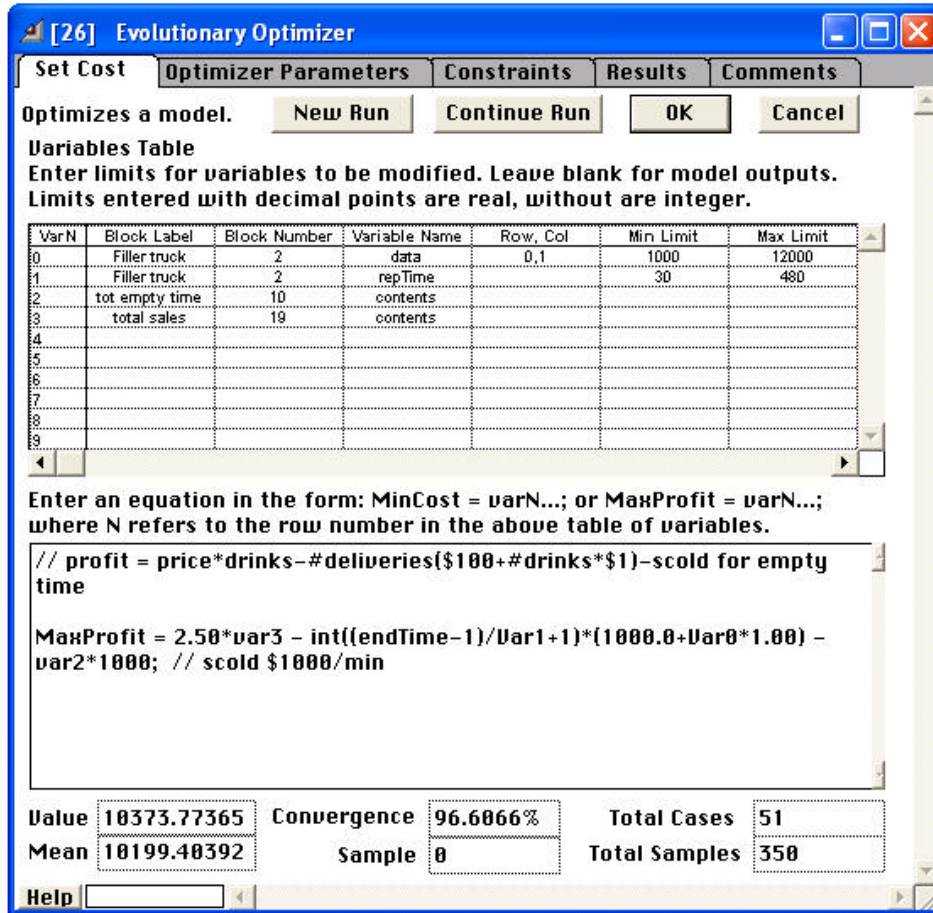 [26] Evolutionary Optimizer
Set Cost Optimizer Parameters Constraints Results Comments
Optimizes a model. New Run Continue Run OK Cancel
Variables Table
Enter limits for variables to be modified. Leave blank for model outputs.
Limits entered with decimal points are real, without are integer.
VarN Block Label Block Number Variable Name Row, Col Min Limit Max Limit
0 Filler truck 2 data 0,1 1000 12000
1 Filler truck 2 repTime 30 480
2 tot empty time 10 contents
3 total sales 19 contents
4
5
6
7
8
9
Enter an equation in the form: MinCost = varN...; or MaxProfit = varN...;
where N refers to the row number in the above table of variables.
// profit = price*drinks-#deliveries($100+#drinks*$1)-scold for empty
time
MaxProfit = 2.50*var3 - int((endTime-1)/Var1+1)*(1000.0+Var0*1.00) -
var2*1000; // scold $1000/min
Value 10373.77365 Convergence 96.6066% Total Cases 51
Mean 10199.40392 Sample 0 Total Samples 350
Help